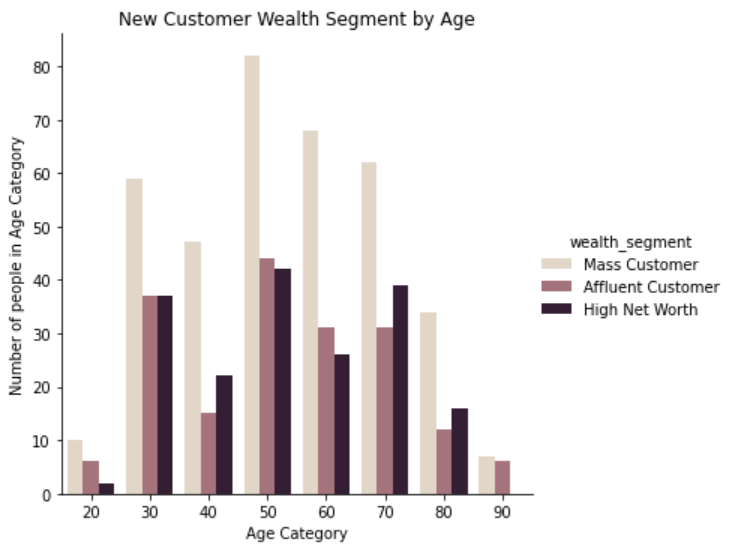 New Customer Wealth Segment by Age
Number of people in Age Category
80
70
60
50
40
30
20
10
0
20 30 40 50 60 70 80 90
Age Category
wealth_segment
Mass Customer
Affluent Customer
High Net Worth